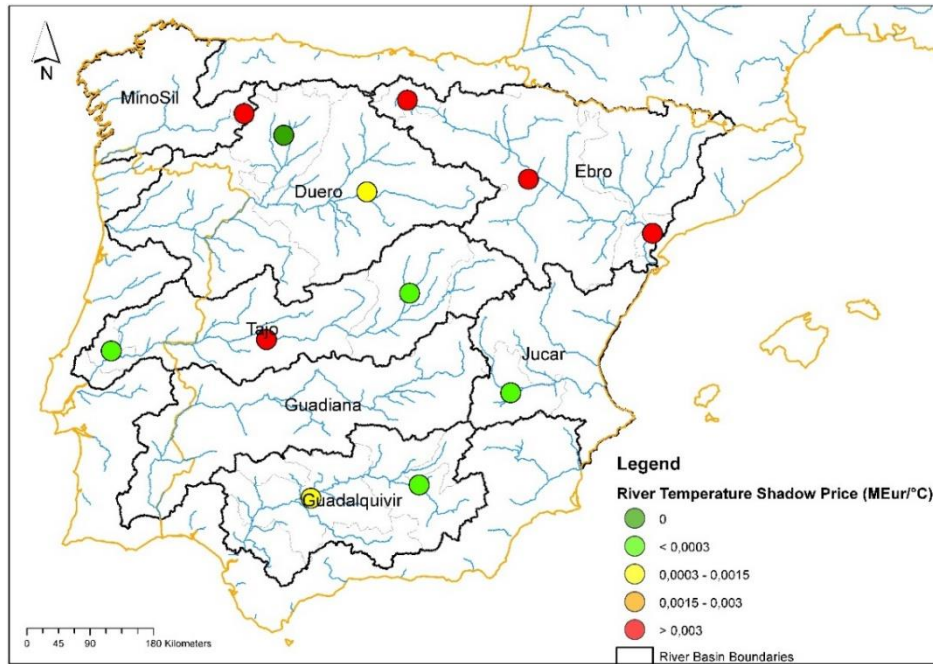 N
MinoSil
Ebro
Duero
Tajo
Jucar
Guadiana
Guadalquivir
Legend
River Temperature Shadow Price (MEur/°C)
0
< 0,0003
0,0003 - 0,0015
0,0015 - 0,003
> 0,003
River Basin Boundaries
0 45 90 180 Kilometers